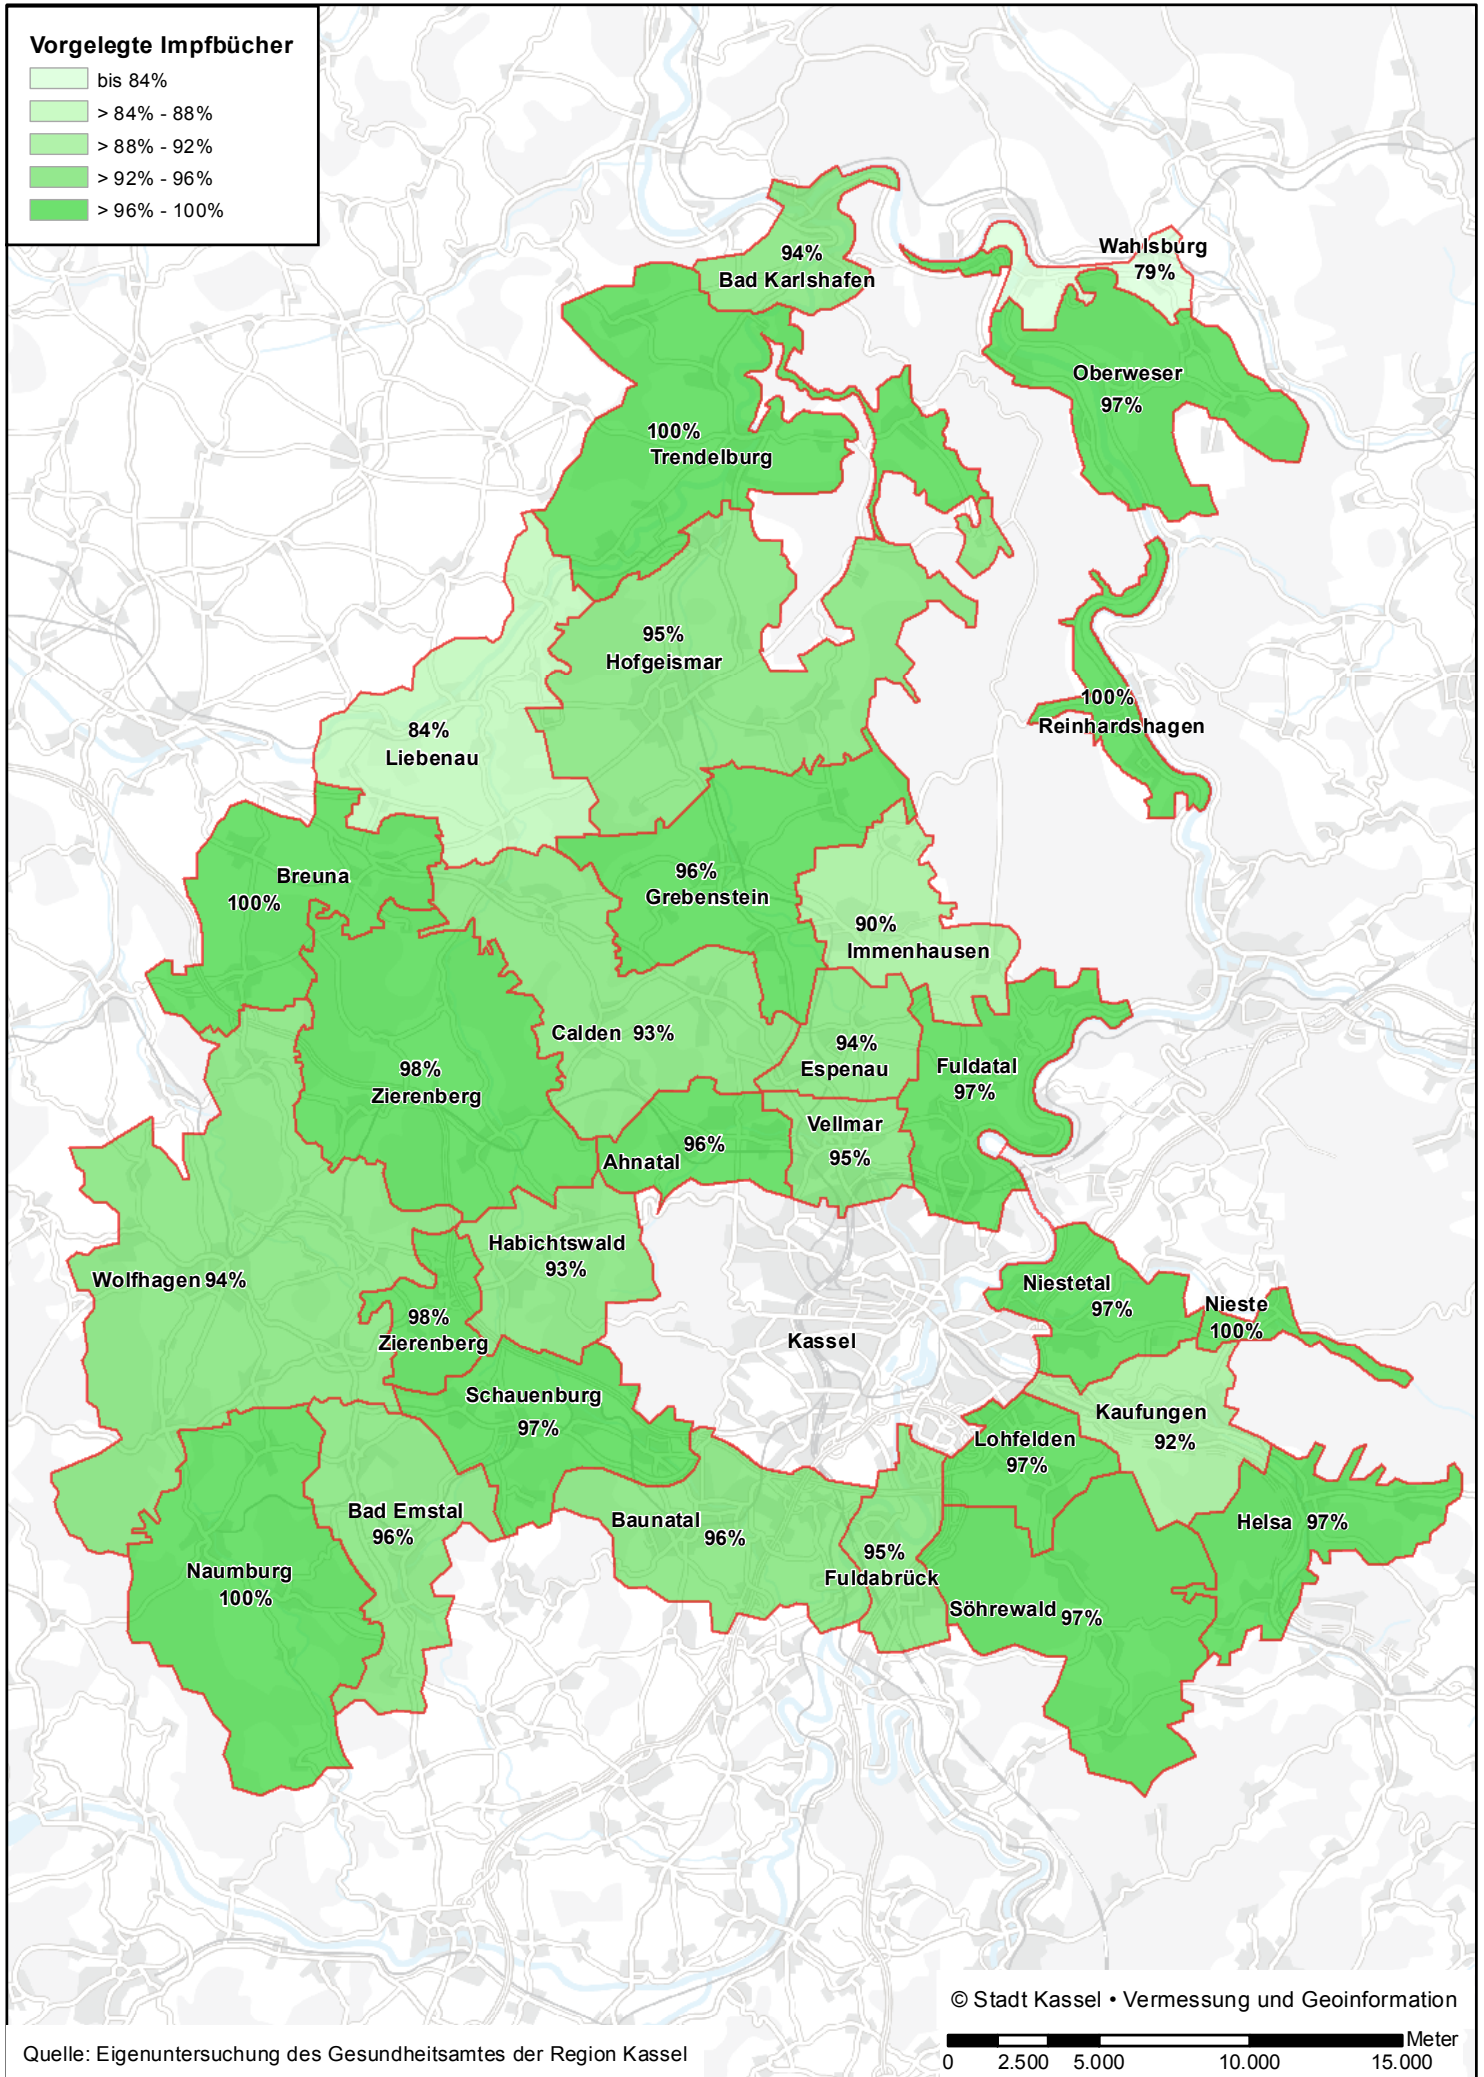 Vorgelegte Impfbücher
bis 84%
> 84% - 88%
> 88% - 92%
> 92% - 96%
> 96% - 100%
94%
Bad Karlshafen
Wahlsburg
79%
Oberweser
97%
100%
Trendelburg
95%
Hofgeismar
100%
Reinhardshagen
84%
Liebenau
Breuna
100%
96%
Grebenstein
90%
Immenhausen
Calden 93%
94%
Espenau
Fuldatal
97%
98%
Zierenberg
Vellmar
95%
96%
Ahnatal
Habichtswald
93%
Wolfhagen 94%
98%
Zierenberg
Kassel
Niestetal
97%
Nieste
100%
Schauenburg
97%
Kaufungen
92%
Lohfelden
97%
Bad Emstal
96%
Baunatal
96%
95%
Fuldabrück
Helsa 97%
Naumburg
100%
Söhrewald 97%
© Stadt Kassel • Vermessung und Geoinformation
Meter
0 2.500 5.000 10.000 15.000
Quelle: Eigenuntersuchung des Gesundheitsamtes der Region Kassel